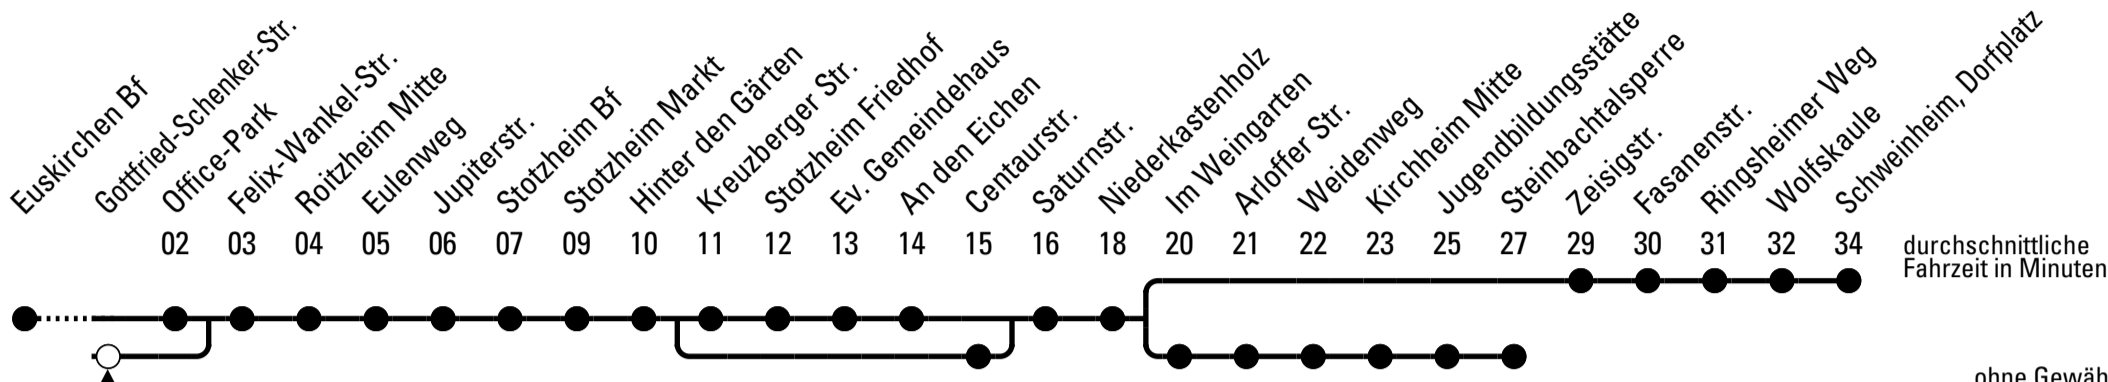 Euskirchen Bf
Gottfried-Schenker-Str.
Office-Park
Felix-Wankel-Str.
Roitzheim Mitte
Eulenweg
Jupiterstr.
Stotzheim Bf
Stotzheim Markt
Hinter den Gärten
Kreuzberger Str.
Stotzheim Friedhof
Ev. Gemeindehaus
An den Eichen
Centaurstr.
Saturnstr.
Niederkastenholz
Im Weingarten
Arloffer Str.
Weidenweg
Kirchheim Mitte
Jugendbildungsstätte
Steinbachtalsperre
Zeisigstr.
Fasanenstr.
Ringsheimer Weg
Wolfskaule
Schweinheim, Dorfplatz
02 03 04 05 06 07 09 10 11 12 13 14 15 16 18 20 21 22 23 25 27 29 30 31 32 34
durchschnittliche
Fahrzeit in Minuten
ohne Gewäh